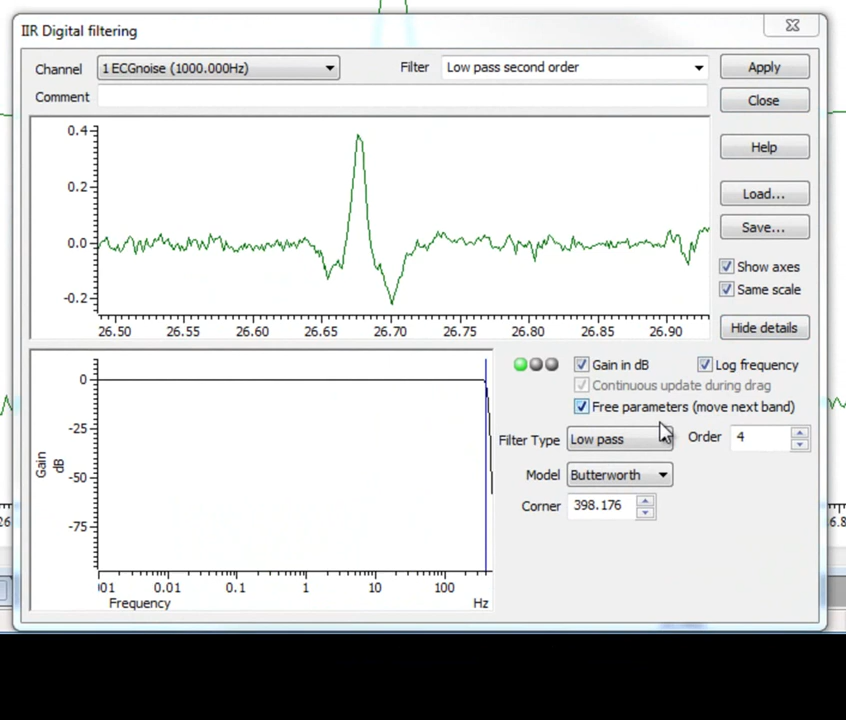 IIR Digital filtering
Channel 1 ECGnoise (1000.000Hz) Filter Low pass second order Apply
Comment Close
Help
Load...
Save...
Show axes
Same scale
Hide details
0.4
0.2
0.0
-0.2
26.50 26.55 26.60 26.65 26.70 26.75 26.80 26.85 26.90
Gain in dB Log frequency
Continuous update during drag
Free parameters (move next band)
Filter Type Low pass Order 4
Model Butterworth
Corner 398.176
0
-25
-50
-75
Gain
dB
01 0.01 0.1 1 10 100
Frequency Hz
26
6.8